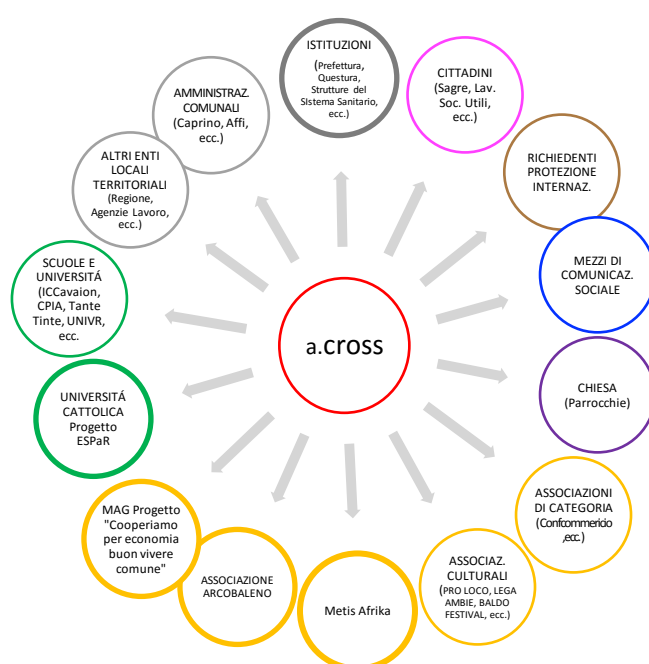 ISTITUZIONI
(Prefettura,
Questura,
Strutture del
Sistema Sanitario,
ecc.)
CITTADINI
(Sagre, Lav.
Soc. Utili,
ecc.)
RICHIEDENTI
PROTEZIONE
INTERNAZ.
MEZZI DI
COMUNICAZ.
SOCIALE
CHIESA
(Parrocchie)
ASSOCIAZIONI
DI CATEGORIA
(Confcommericio
,ecc.)
ASSOCIAZ.
CULTURALI
(PRO LOCO, LEGA
AMBIE, BALDO
FESTIVAL, ecc.)
Metis Afrika
ASSOCIAZIONE
ARCOBALENO
MAG Progetto
"Cooperiamo
per economia
buon vivere
comune"
UNIVERSITÁ
CATTOLICA
Progetto
ESPaR
SCUOLE E
UNIVERSITÁ
(ICCavaion,
CPIA, Tante
Tinte, UNIVR,
ecc.
ALTRI ENTI
LOCALI
TERRITORIALI
(Regione,
Agenzie Lavoro,
ecc.)
AMMINISTRAZ.
COMUNALI
(Caprino, Affi,
ecc.)
a.cross